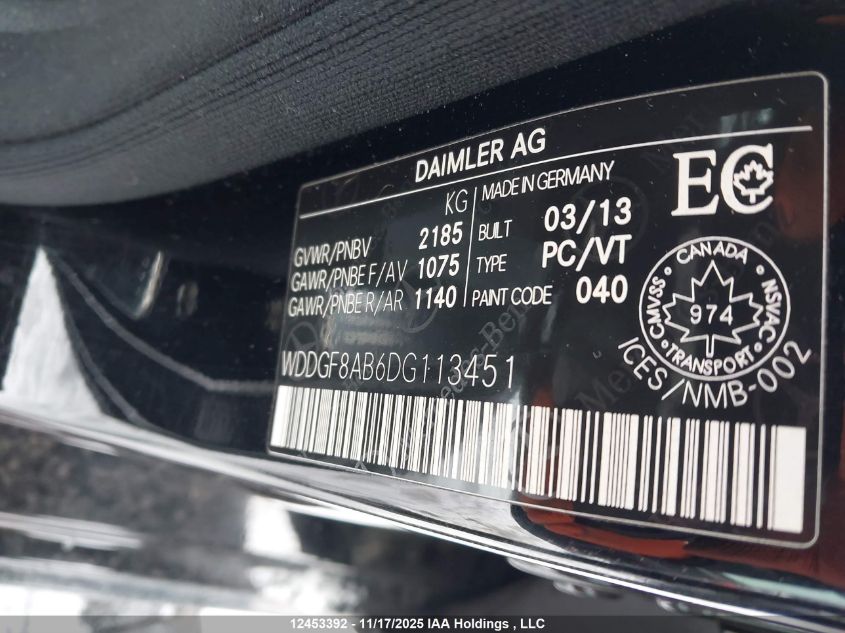 DAIMLER AG
KG
GVWR/PNBV 2185
GAWR/PNBE F/AV 1075
GAWR/PNBE R/AR 1140
MADE IN GERMANY
BUILT 03/13
TYPE PC/VT
PAINT CODE 040
EC
CANADA
CMVSS 974 NSVAC
TRANSPORT
ICES/NMB-002
WDDGF8AB6DG113451
12453392 - 11/17/2025 IAA Holdings , LLC